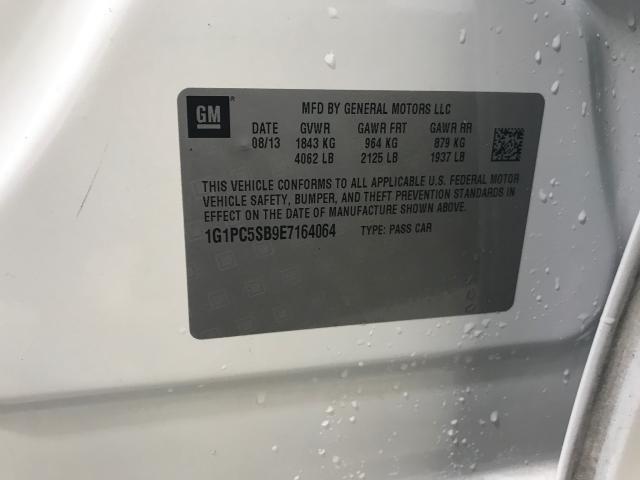 GM ® MFD BY GENERAL MOTORS LLC
DATE GVWR GAWR FRT GAWR RR
08/13 1843 KG 964 KG 879 KG
4062 LB 2125 LB 1937 LB
THIS VEHICLE CONFORMS TO ALL APPLICABLE U.S. FEDERAL MOTOR
VEHICLE SAFETY, BUMPER, AND THEFT PREVENTION STANDARDS IN
EFFECT ON THE DATE OF MANUFACTURE SHOWN ABOVE.
1G1PC5SB9E7164064 TYPE: PASS CAR